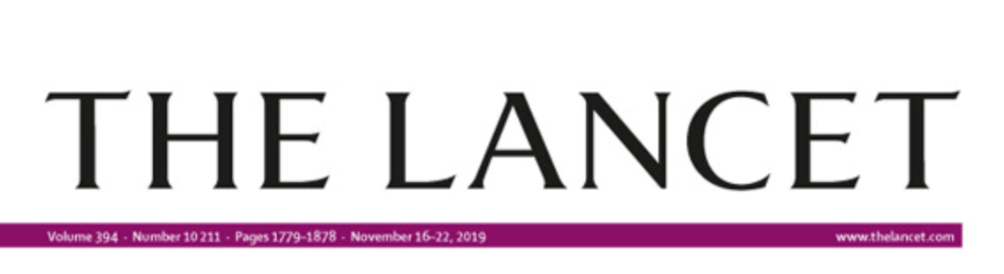 THE LANCET
Volume 394 · Number 10 211 · Pages 1779–1878 · November 16–22, 2019 www.thelancet.com